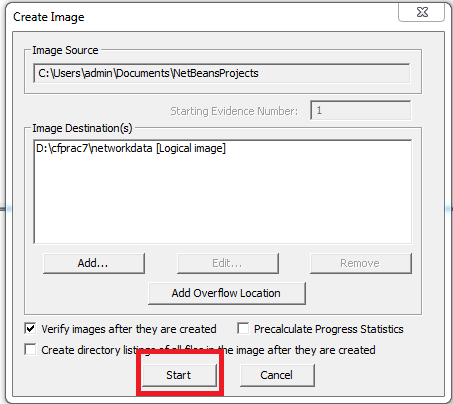 Create Image
Image Source
C:\Users\admin\Documents\NetBeansProjects
Starting Evidence Number: 1
Image Destination(s)
D:\cfprac7\networkdata [Logical image]
Add... Edit... Remove
Add Overflow Location
Verify images after they are created Precalculate Progress Statistics
Create directory listings of all files in the image after they are created
Start Cancel